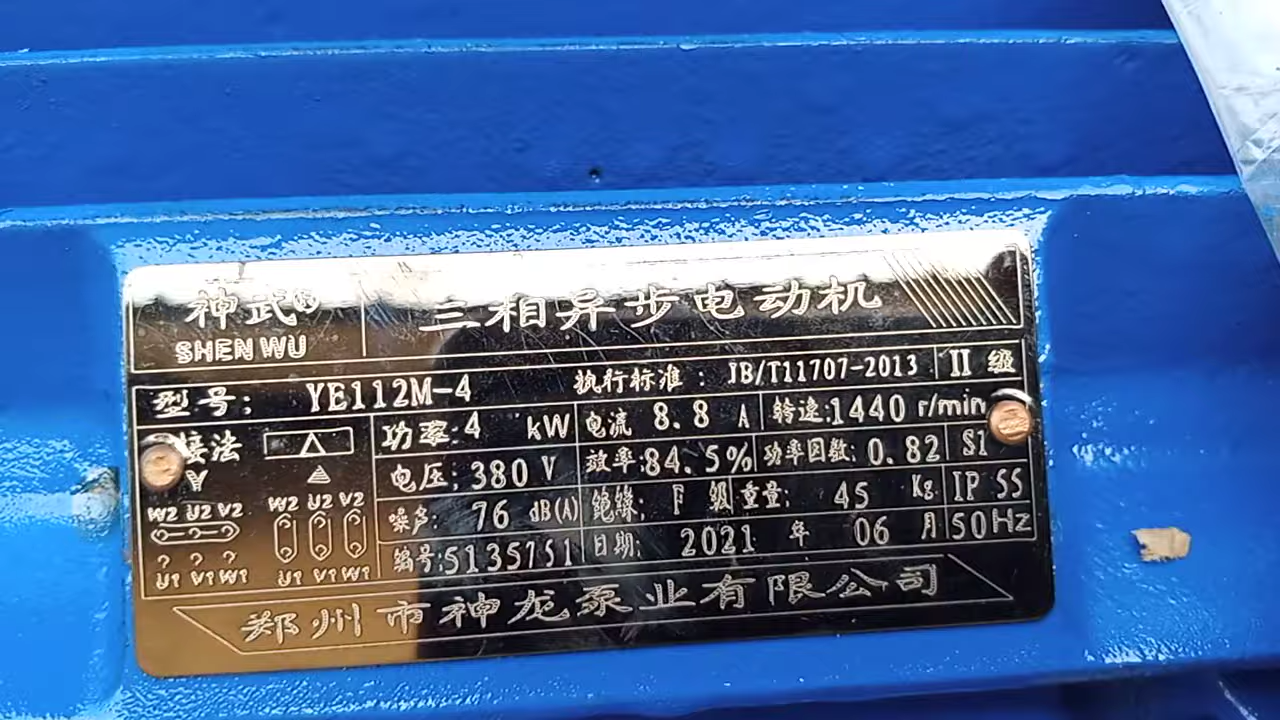 神武®
SHEN WU
三相异步电动机
型号: YE112M-4
执行标准: JB/T11707-2013 II 级
接法 △
Y △
功率: 4 kW 电流 8.8 A 转速: 1440 r/min
电压: 380 V 效率: 84.5% 功率因数: 0.82 S1
噪声: 76 dB(A) 绝缘: F 级 重量: 45 Kg IP 55
编号: 5135751 日期: 2021 年 06 月 50Hz
W2 U2 V2 W2 U2 V2
U1 V1 W1 U1 V1 W1
郑州市神龙泵业有限公司